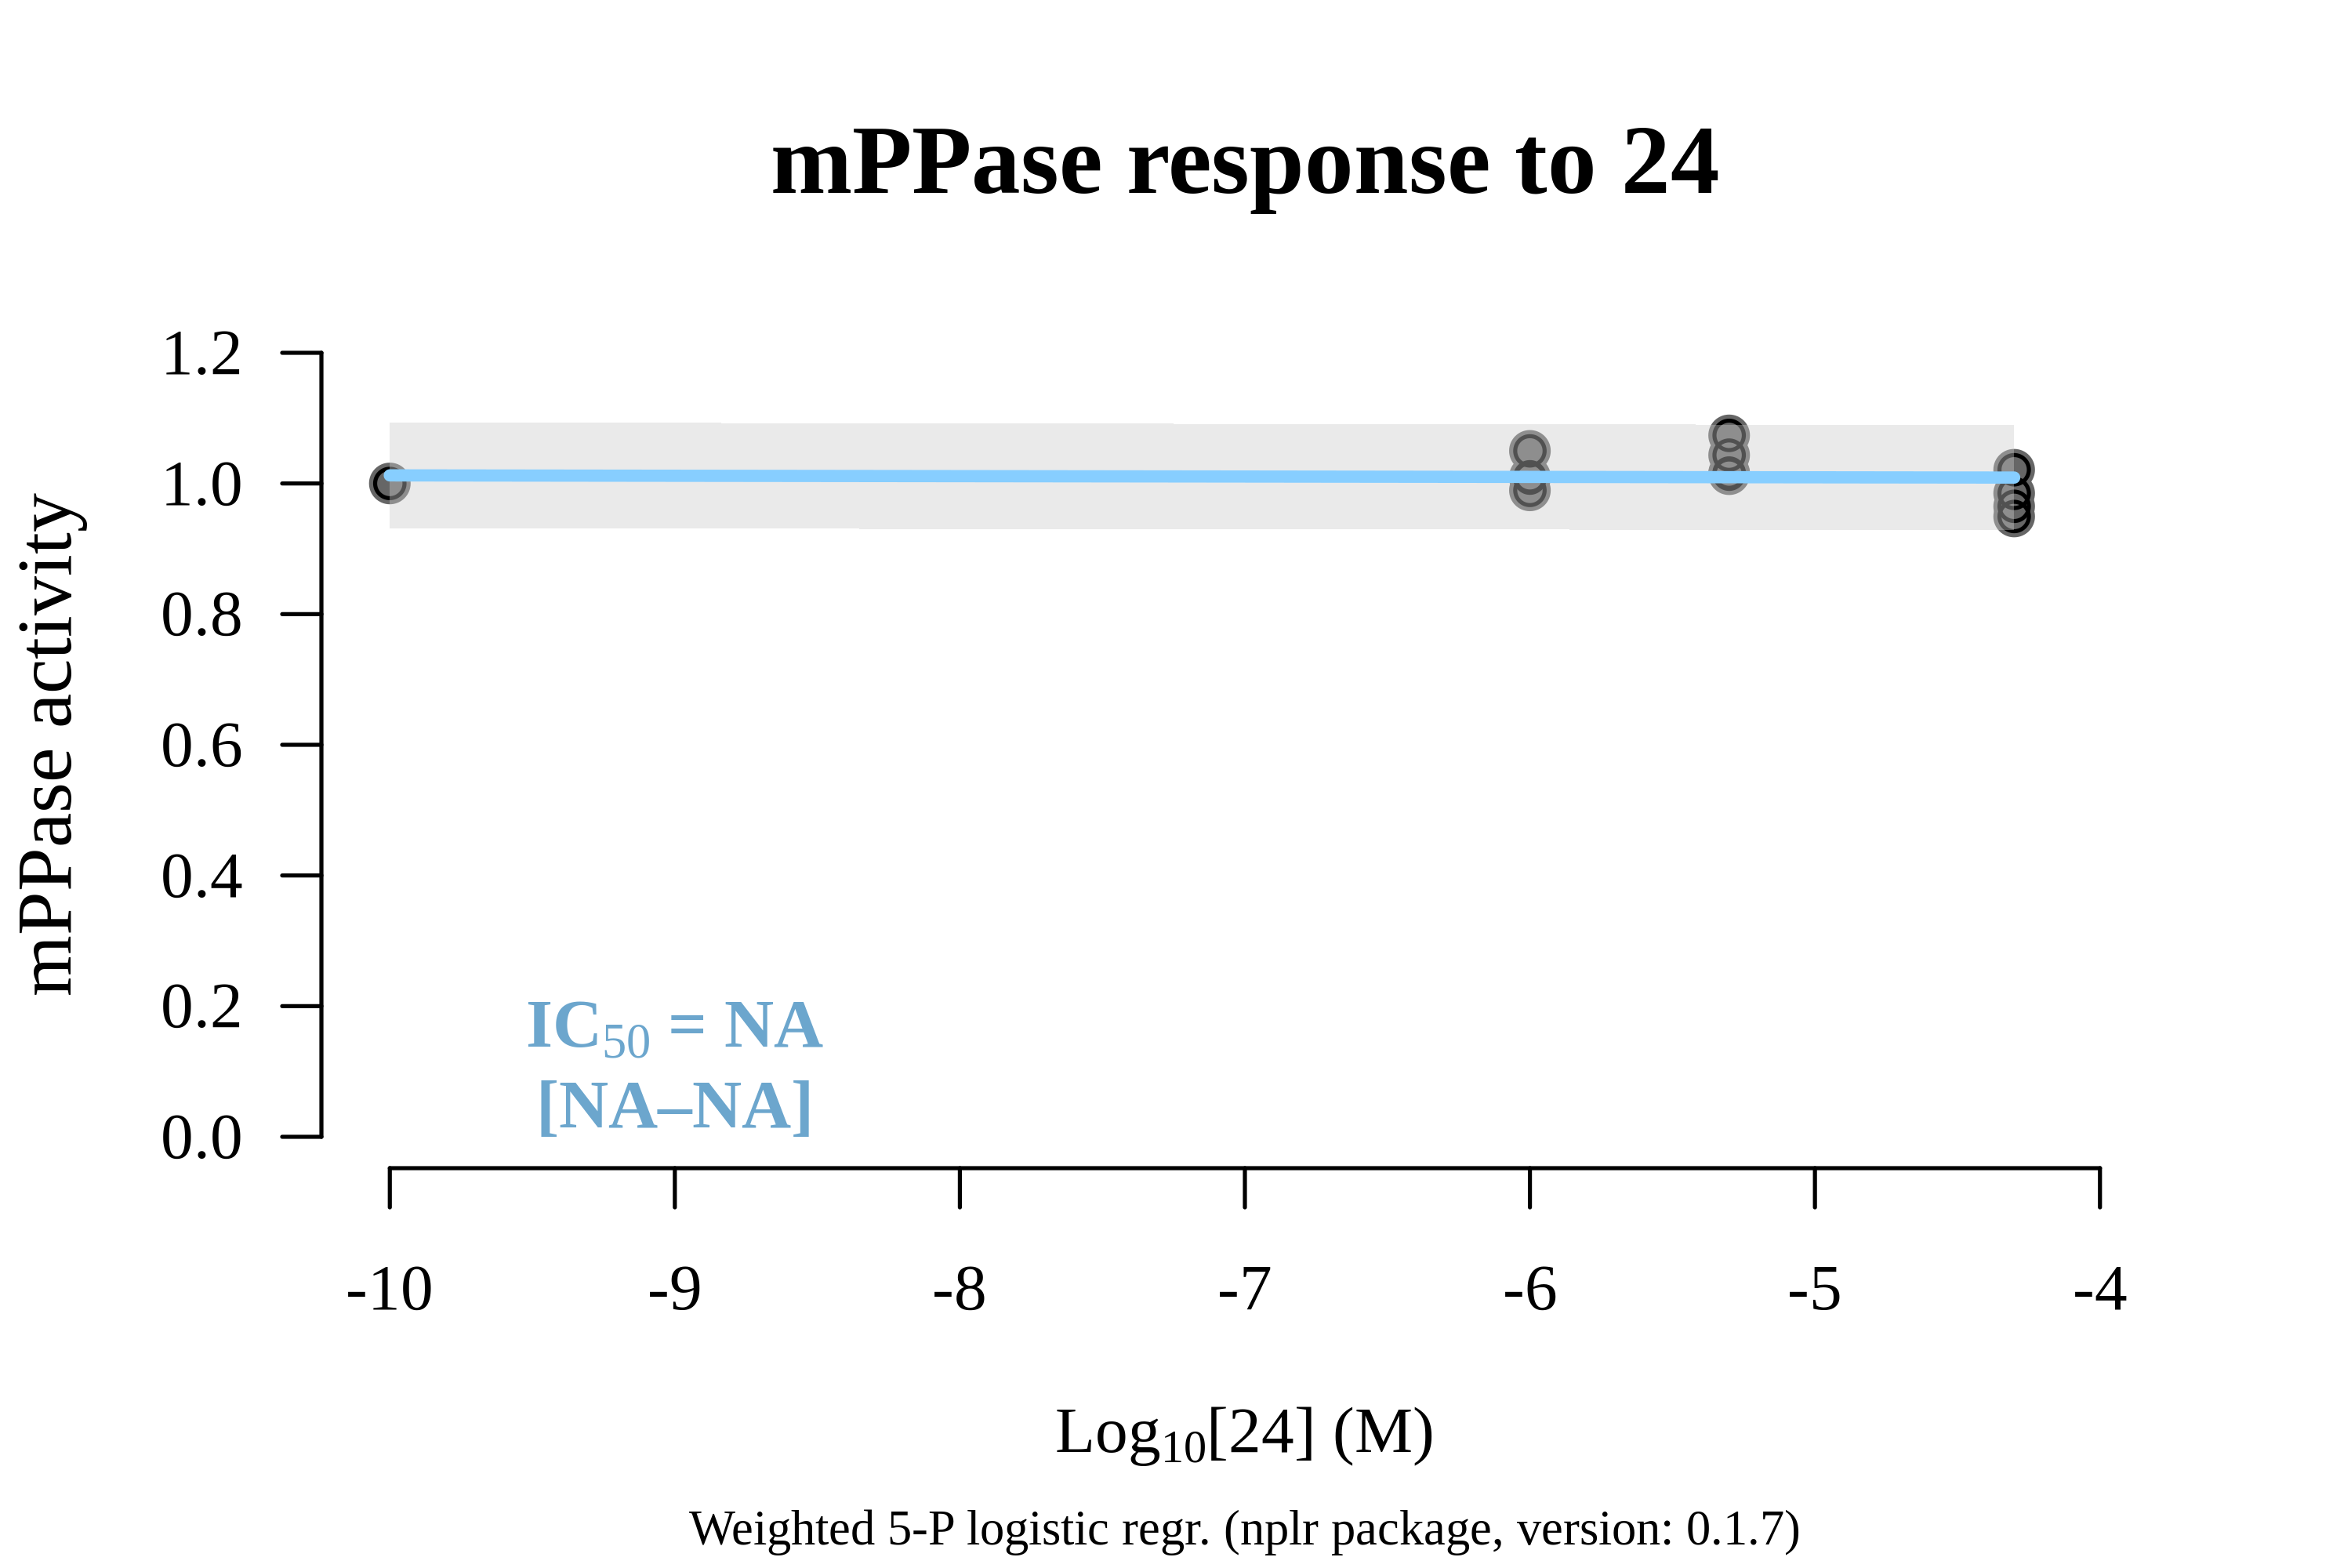 mPPase response to 24
mPPase activity
1.2
1.0
0.8
0.6
0.4
0.2
0.0
IC50 = NA
[NA–NA]
-10 -9 -8 -7 -6 -5 -4
Log10[24] (M)
Weighted 5-P logistic regr. (nplr package, version: 0.1.7)